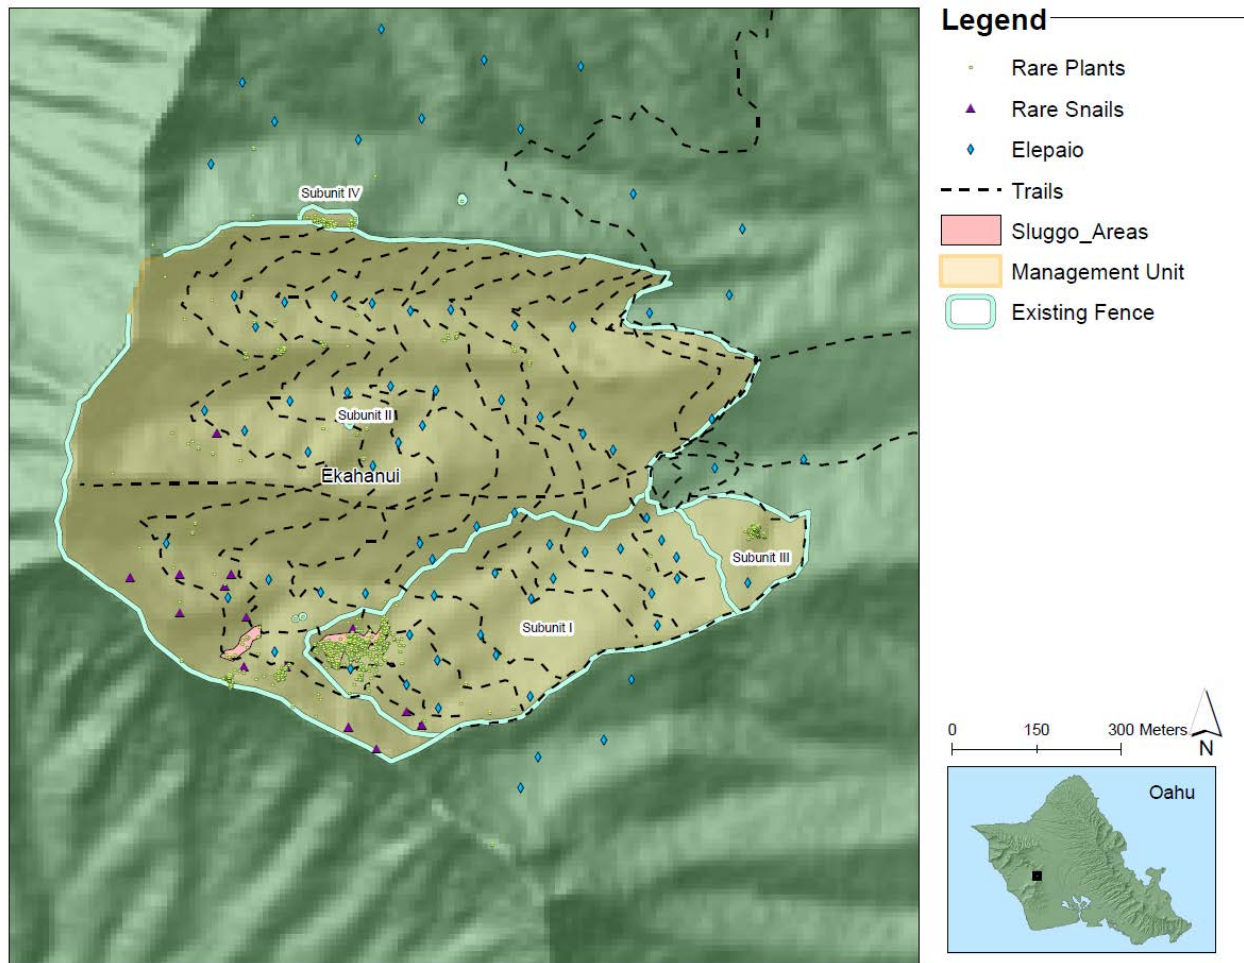 Legend
Rare Plants
Rare Snails
Elepaio
Trails
Sluggo_Areas
Management Unit
Existing Fence
Subunit IV
Subunit II
Ekahanui
Subunit III
Subunit I
0 150 300 Meters
N
Oahu